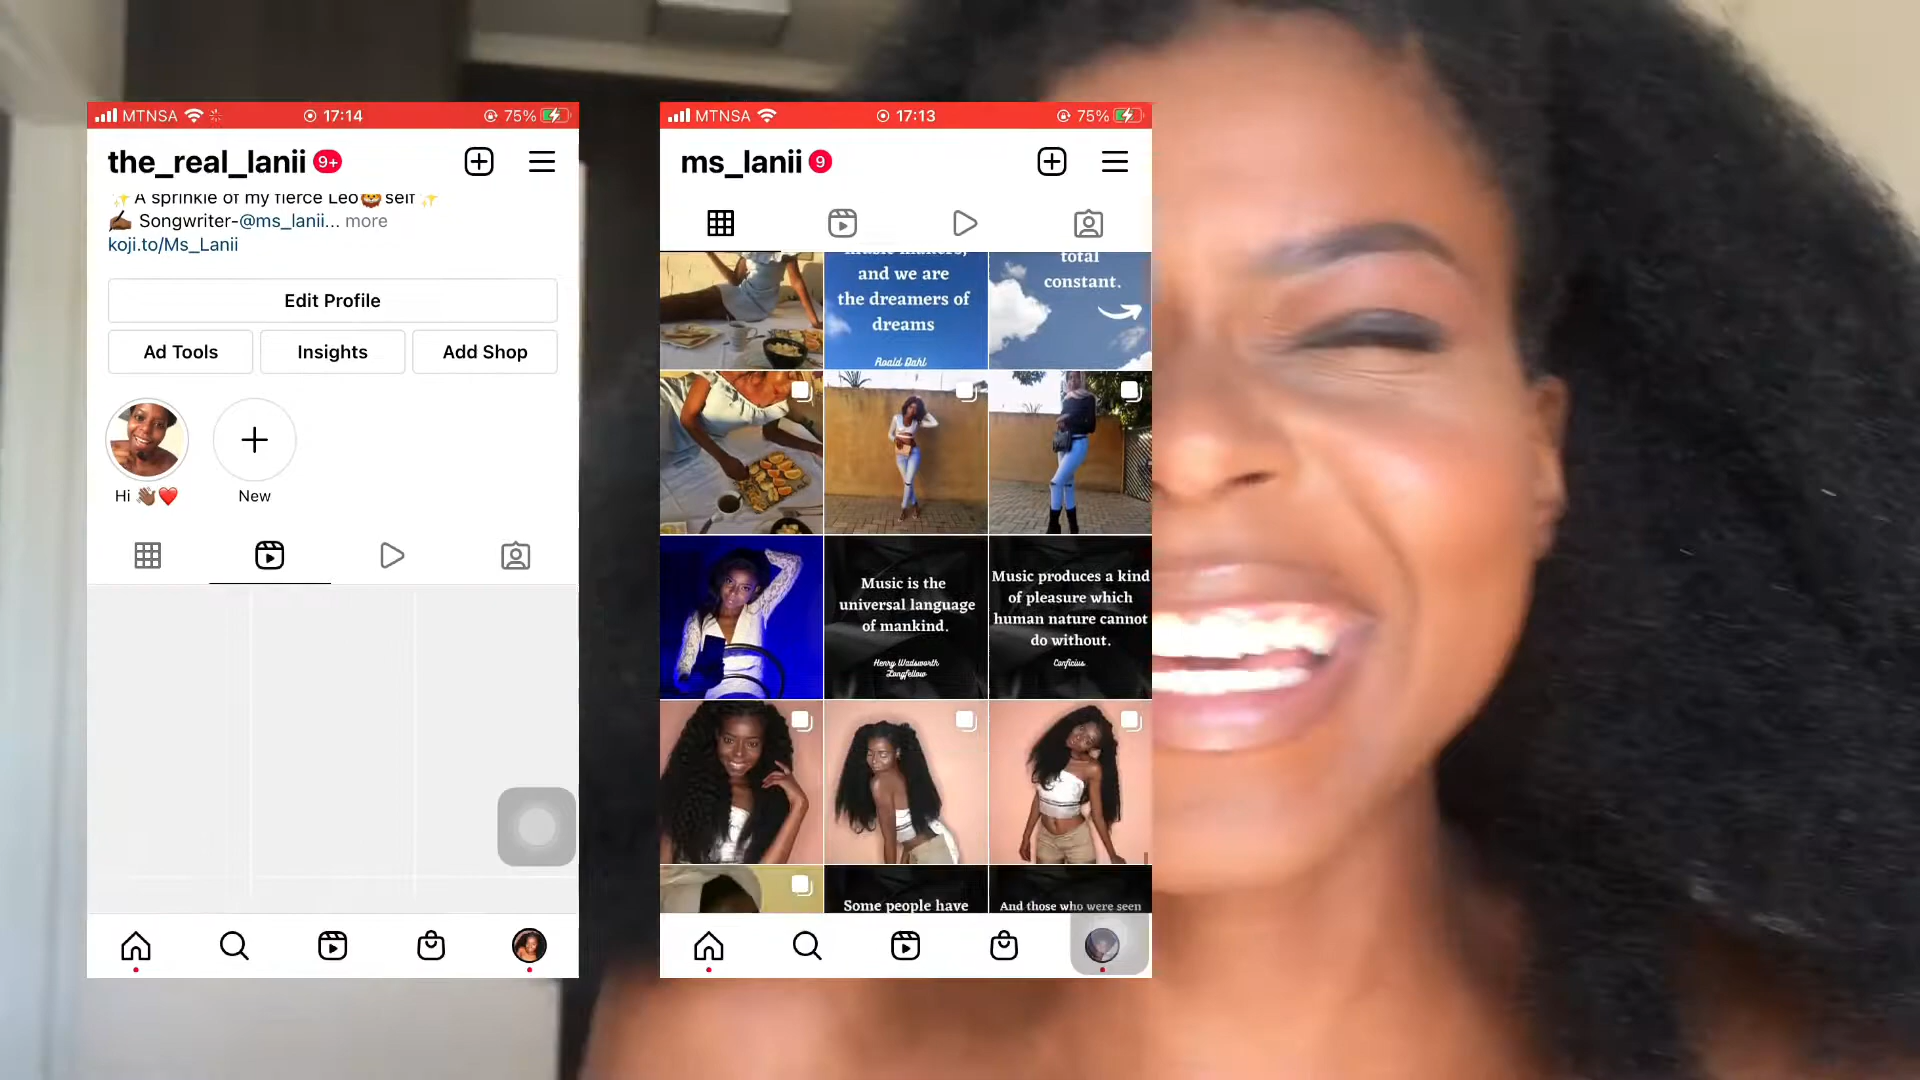 MTNSA
17:14
75%
the_real_lanii 9+
✨ A sprinkle of my fierce Leo🦁 self ✨
✍🏾 Songwriter-@ms_lanii... more
koji.to/Ms_Lanii
Edit Profile
Ad Tools
Insights
Add Shop
Hi 👋🏾❤️
New
MTNSA
17:13
75%
ms_lanii 9
music makers,
and we are
the dreamers of
dreams
Roald Dahl
total
constant.
Music is the
universal language
of mankind.
Henry Wadsworth
Longfellow
Music produces a kind
of pleasure which
human nature cannot
do without.
Conficius
Some people have
And those who were seen